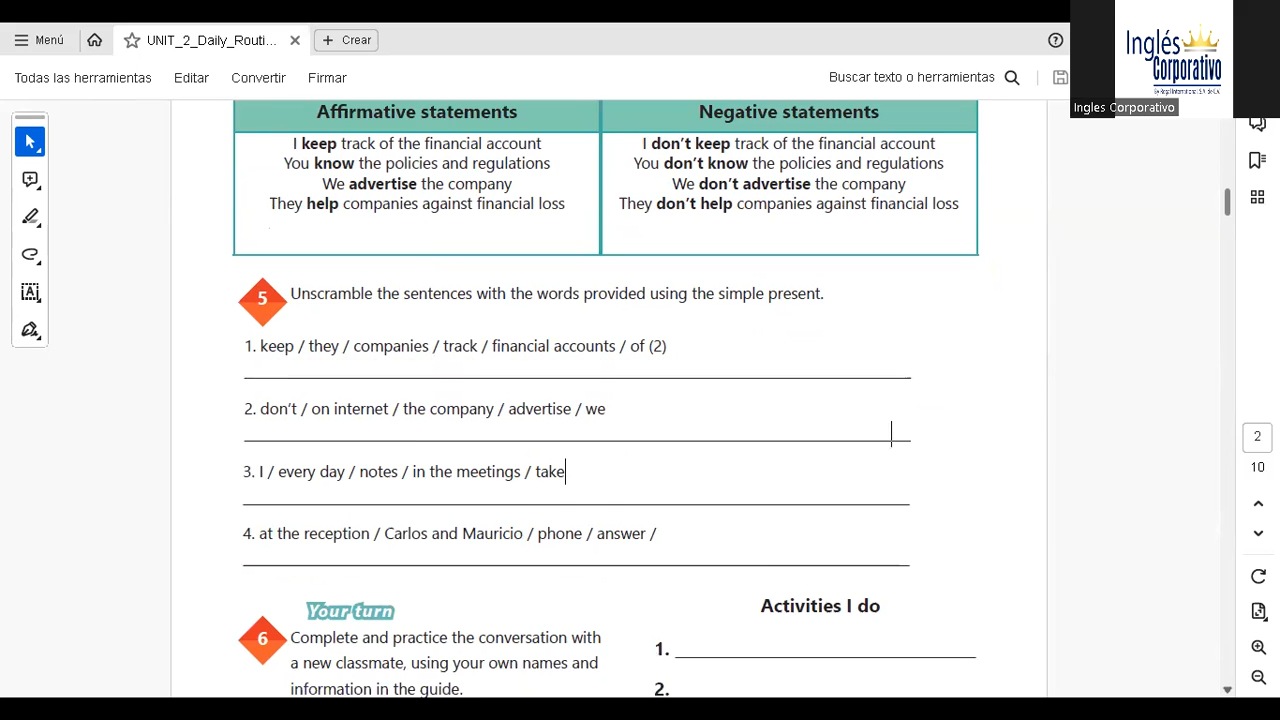 Menú
UNIT_2_Daily_Routi...
Crear
Inglés
Corporativo
by Regal International S.A. de C.V.
Ingles Corporativo
Todas las herramientas
Editar
Convertir
Firmar
Buscar texto o herramientas
Affirmative statements
Negative statements
I keep track of the financial account
You know the policies and regulations
We advertise the company
They help companies against financial loss
I don't keep track of the financial account
You don't know the policies and regulations
We don't advertise the company
They don't help companies against financial loss
5
Unscramble the sentences with the words provided using the simple present.
1. keep / they / companies / track / financial accounts / of (2)
2. don't / on internet / the company / advertise / we
3. I / every day / notes / in the meetings / take
4. at the reception / Carlos and Mauricio / phone / answer /
Your turn
6
Complete and practice the conversation with
a new classmate, using your own names and
information in the guide.
Activities I do
1.
2.
2
10